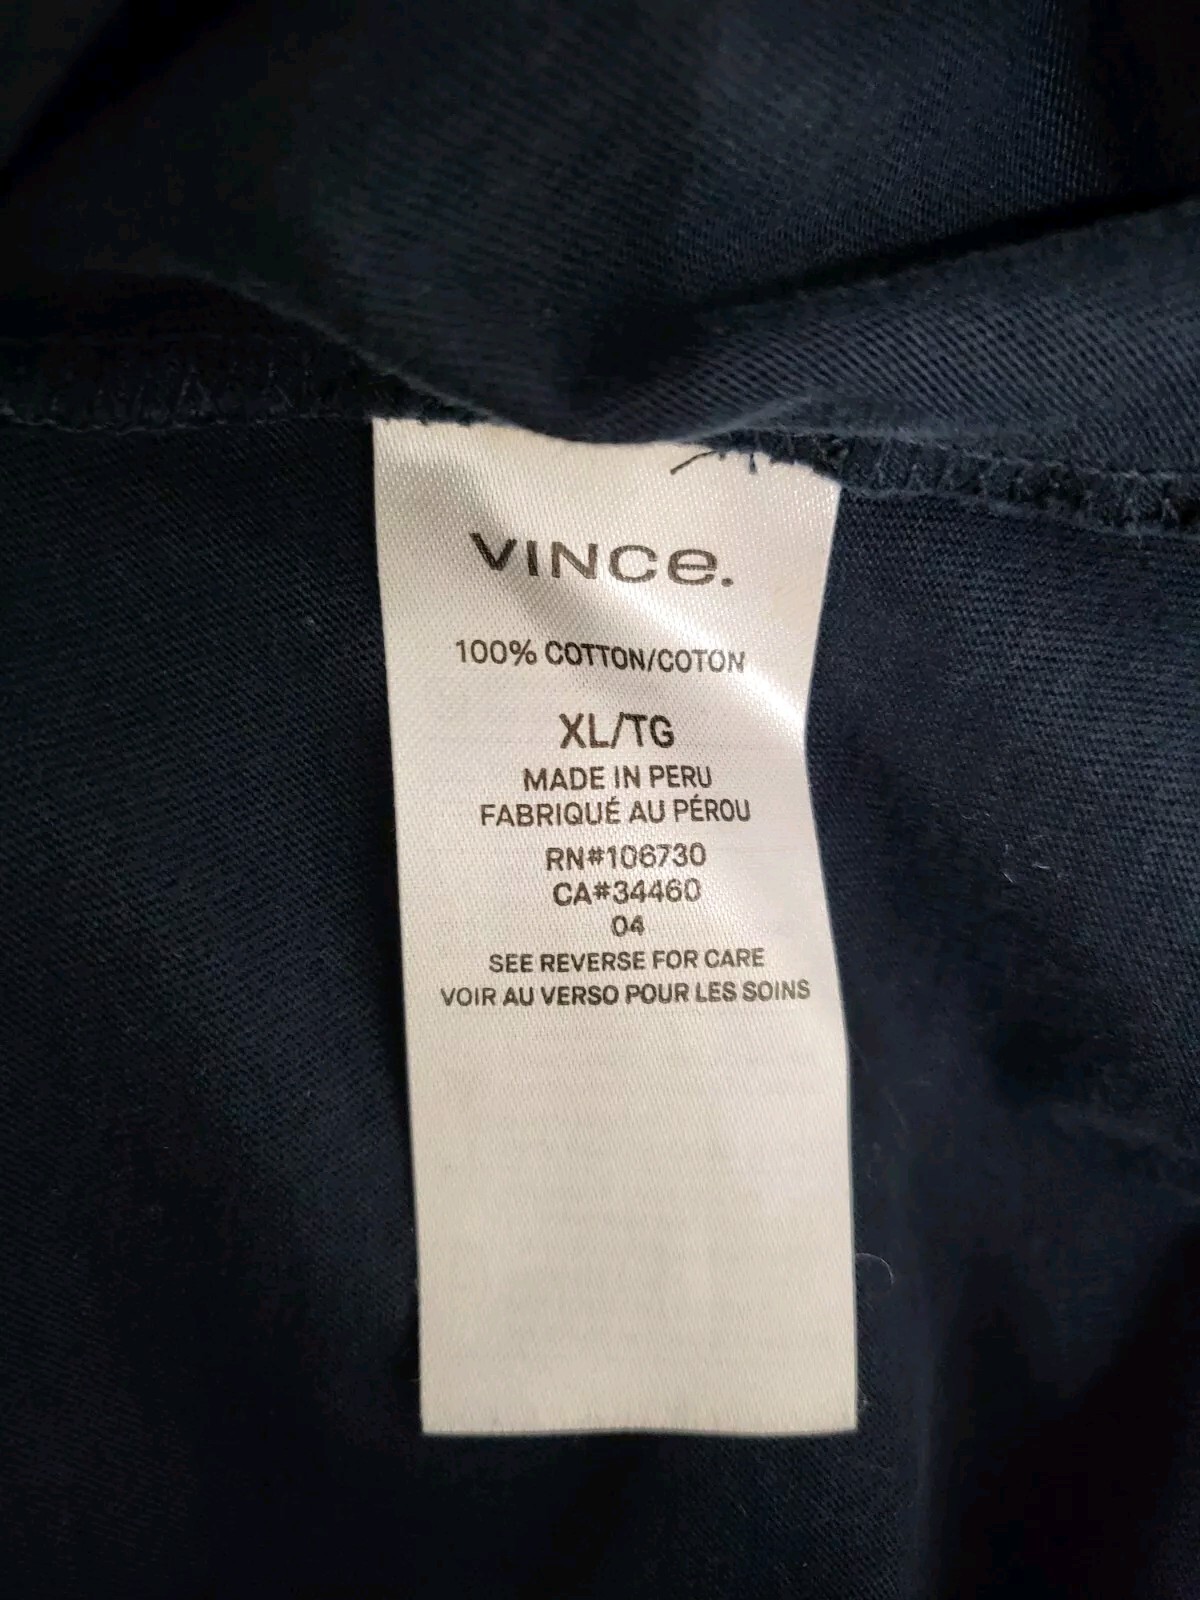 VINCe.
100% COTTON/COTON
XL/TG
MADE IN PERU
FABRIQUÉ AU PÉROU
RN#106730
CA#34460
04
SEE REVERSE FOR CARE
VOIR AU VERSO POUR LES SOINS